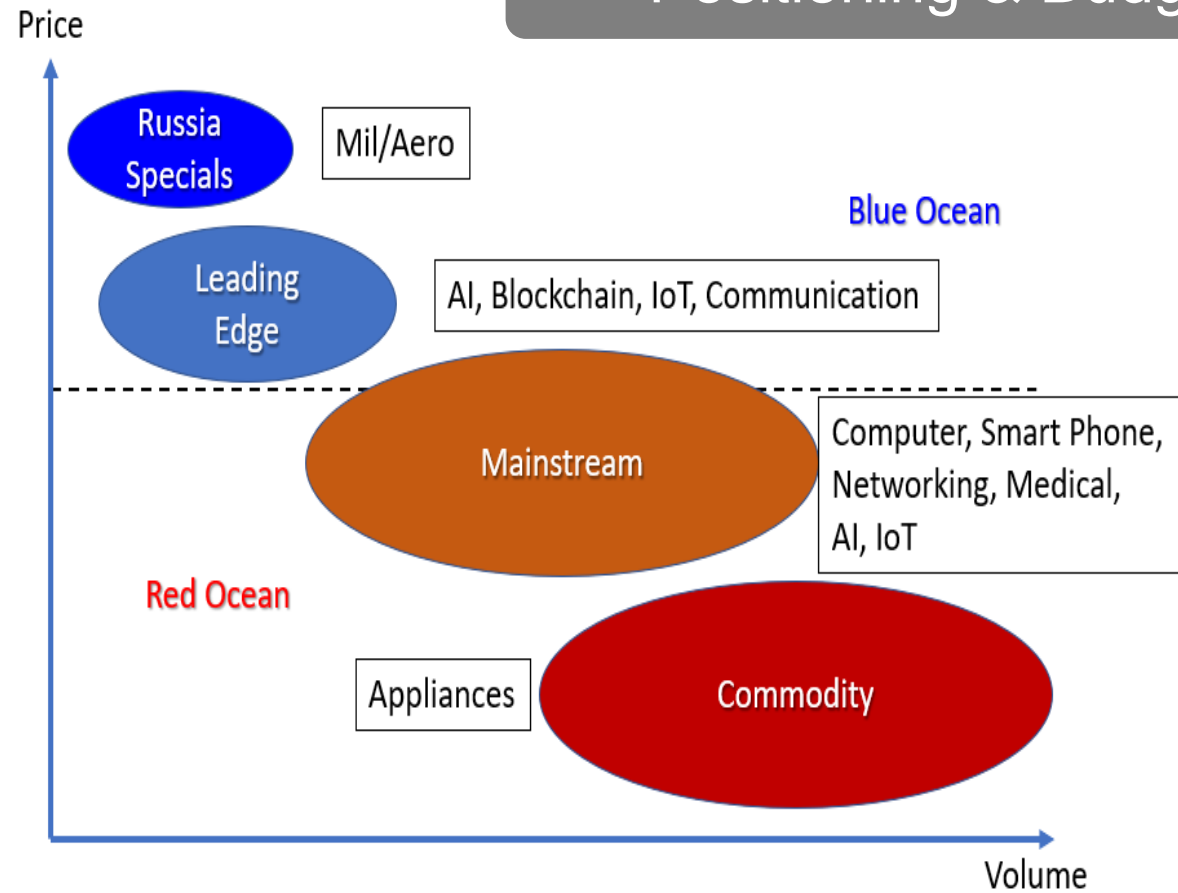 Positioning &
Price
Russia
Specials
Mil/Aero
Blue Ocean
Leading
Edge
AI, Blockchain, IoT, Communication
Mainstream
Computer, Smart Phone,
Networking, Medical,
AI, IoT
Red Ocean
Appliances
Commodity
Volume